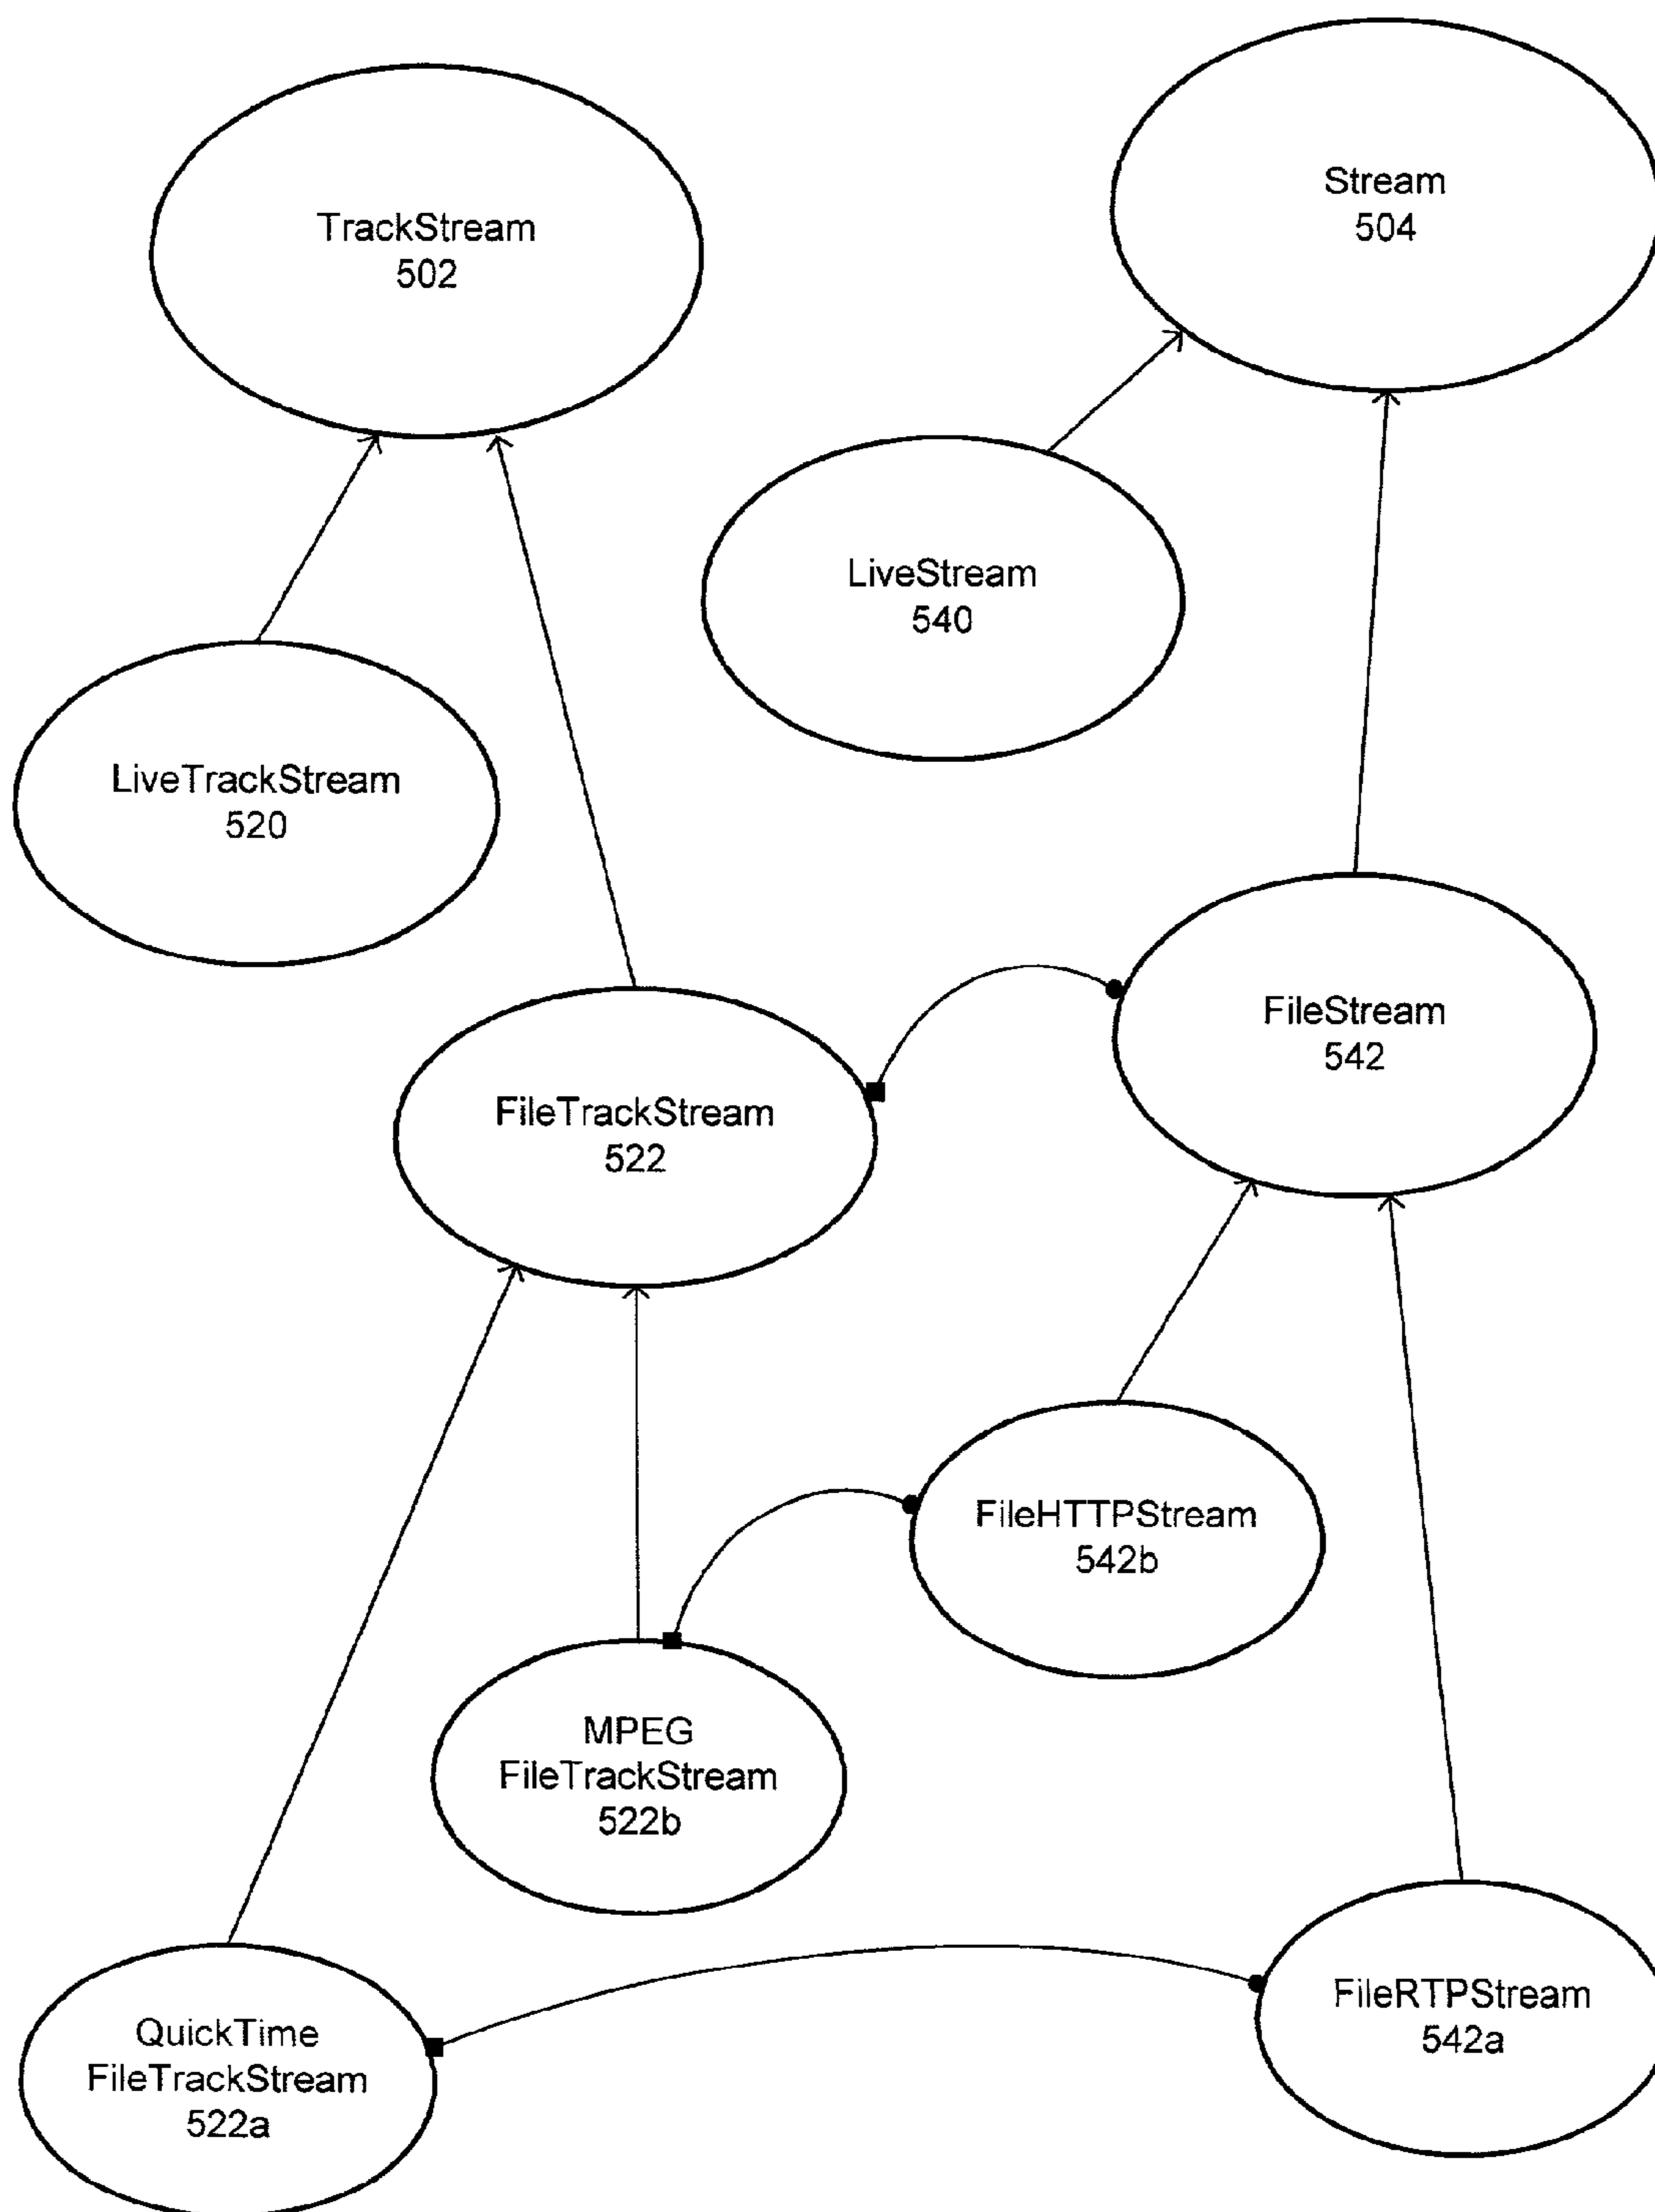 TrackStream
502
Stream
504
LiveStream
540
LiveTrackStream
520
FileStream
542
FileTrackStream
522
FileHTTPStream
542b
MPEG
FileTrackStream
522b
FileRTPStream
542a
QuickTime
FileTrackStream
522a